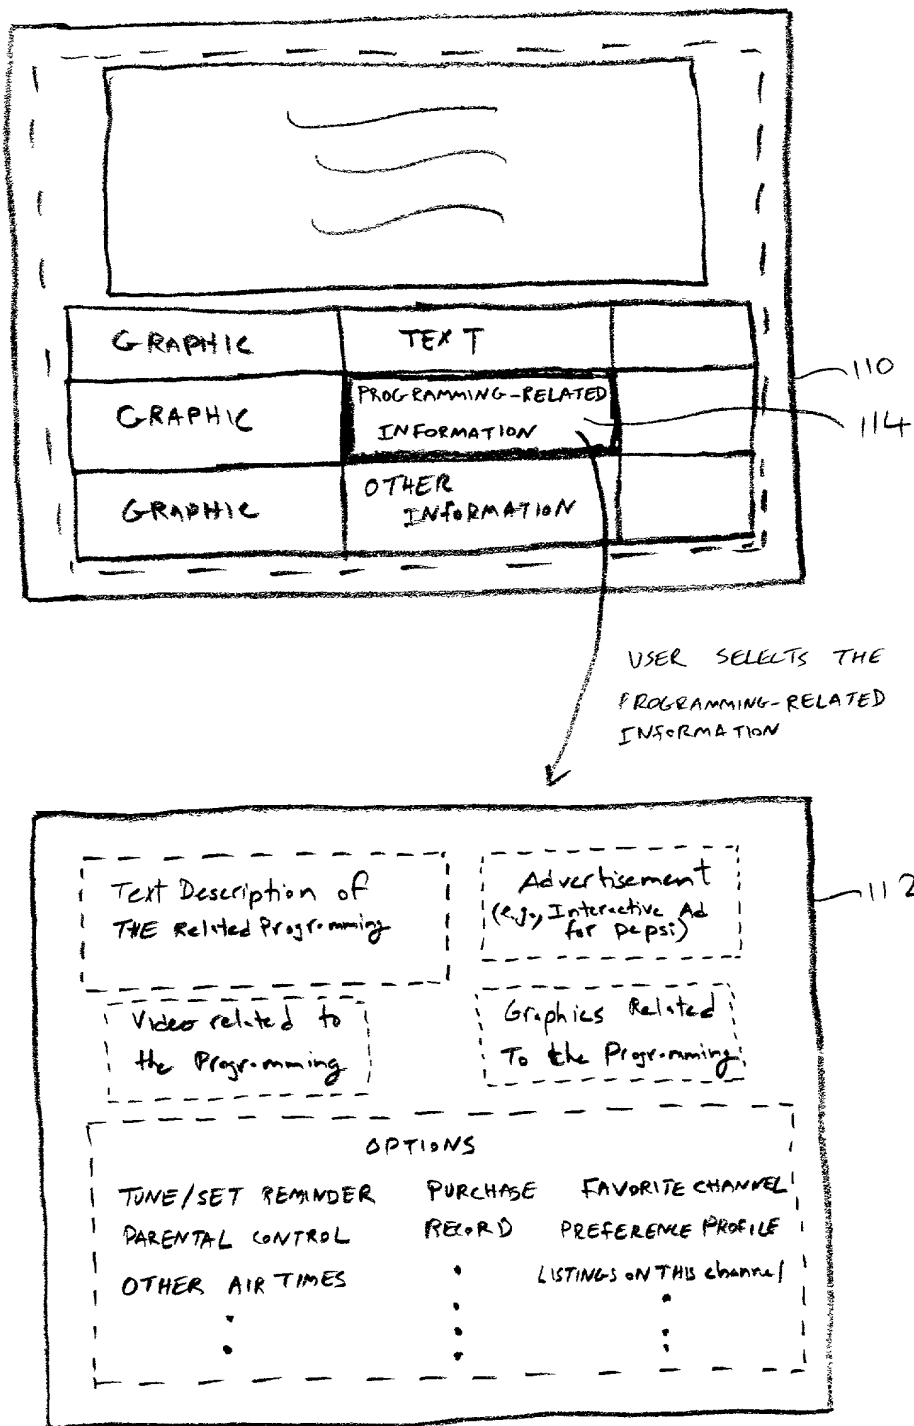 GRAPHIC TEXT
110
GRAPHIC PROGRAMMING-RELATED
INFORMATION
114
GRAPHIC OTHER
INFORMATION
USER SELECTS THE
PROGRAMMING-RELATED
INFORMATION
112
Text Description of
THE Related Programming
Advertisement
(e.g., Interactive Ad
for pepsi)
Video related to
the Programming
Graphics Related
To the Programming
OPTIONS
TUNE/SET REMINDER PURCHASE FAVORITE CHANNEL
PARENTAL CONTROL RECORD PREFERENCE PROFILE
OTHER AIR TIMES LISTINGS ON THIS channel